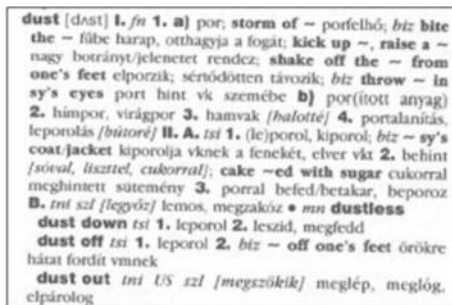 dust [dʌst] I. fn 1. a) por; storm of ~ porfelhő; biz bite
the ~ fűbe harap, otthagyja a fogát; kick up ~, raise a ~
nagy botrányt/jelenetet rendez; shake off the ~ from
one's feet elporzik; sértődötten távozik; biz throw ~ in
sy's eyes port hint vk szemébe b) por(ított anyag)
2. hímpor, virágpor 3. hamvak [halotté] 4. portalanítás,
leporolás [bútoré] II. A. tsi 1. (le)porol, kiporol; biz ~ sy's
coat/jacket kiporolja vknek a fenekét, elver vkt 2. behint
[sóval, liszttel, cukorral]; cake ~ed with sugar cukorral
meghintett sütemény 3. porral befed/betakar, beporoz
B. tni szl [legyőz] lemos, megzakóz • mn dustless
dust down tsi 1. leporol 2. leszid, megfedd
dust off tsi 1. leporol 2. biz ~ off one's feet örökre
hátat fordít vmnek
dust out tni US szl [megszökik] meglép, meglóg,
elpárolog